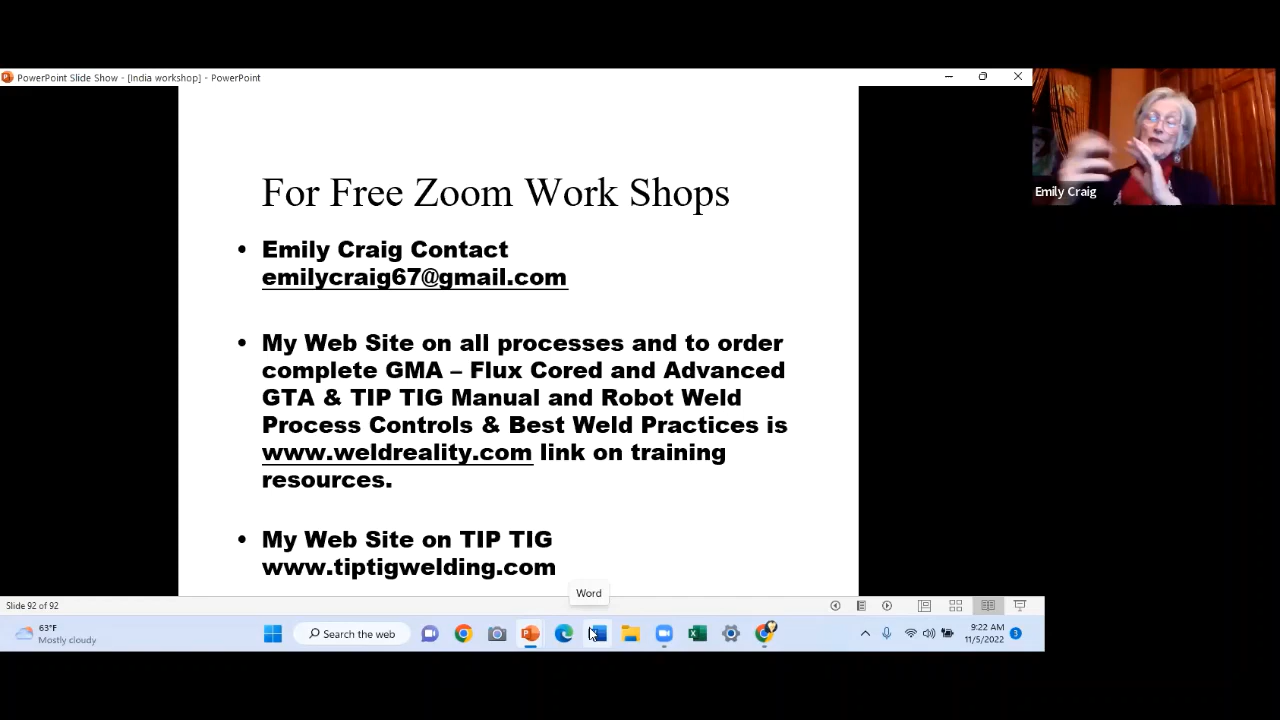 PowerPoint Slide Show - [India workshop] - PowerPoint
For Free Zoom Work Shops
• Emily Craig Contact
emilycraig67@gmail.com
• My Web Site on all processes and to order
complete GMA – Flux Cored and Advanced
GTA & TIP TIG Manual and Robot Weld
Process Controls & Best Weld Practices is
www.weldreality.com link on training
resources.
• My Web Site on TIP TIG
www.tiptigwelding.com
Emily Craig
Word
Slide 92 of 92
63°F
Mostly cloudy
Search the web
9:22 AM
11/5/2022
3